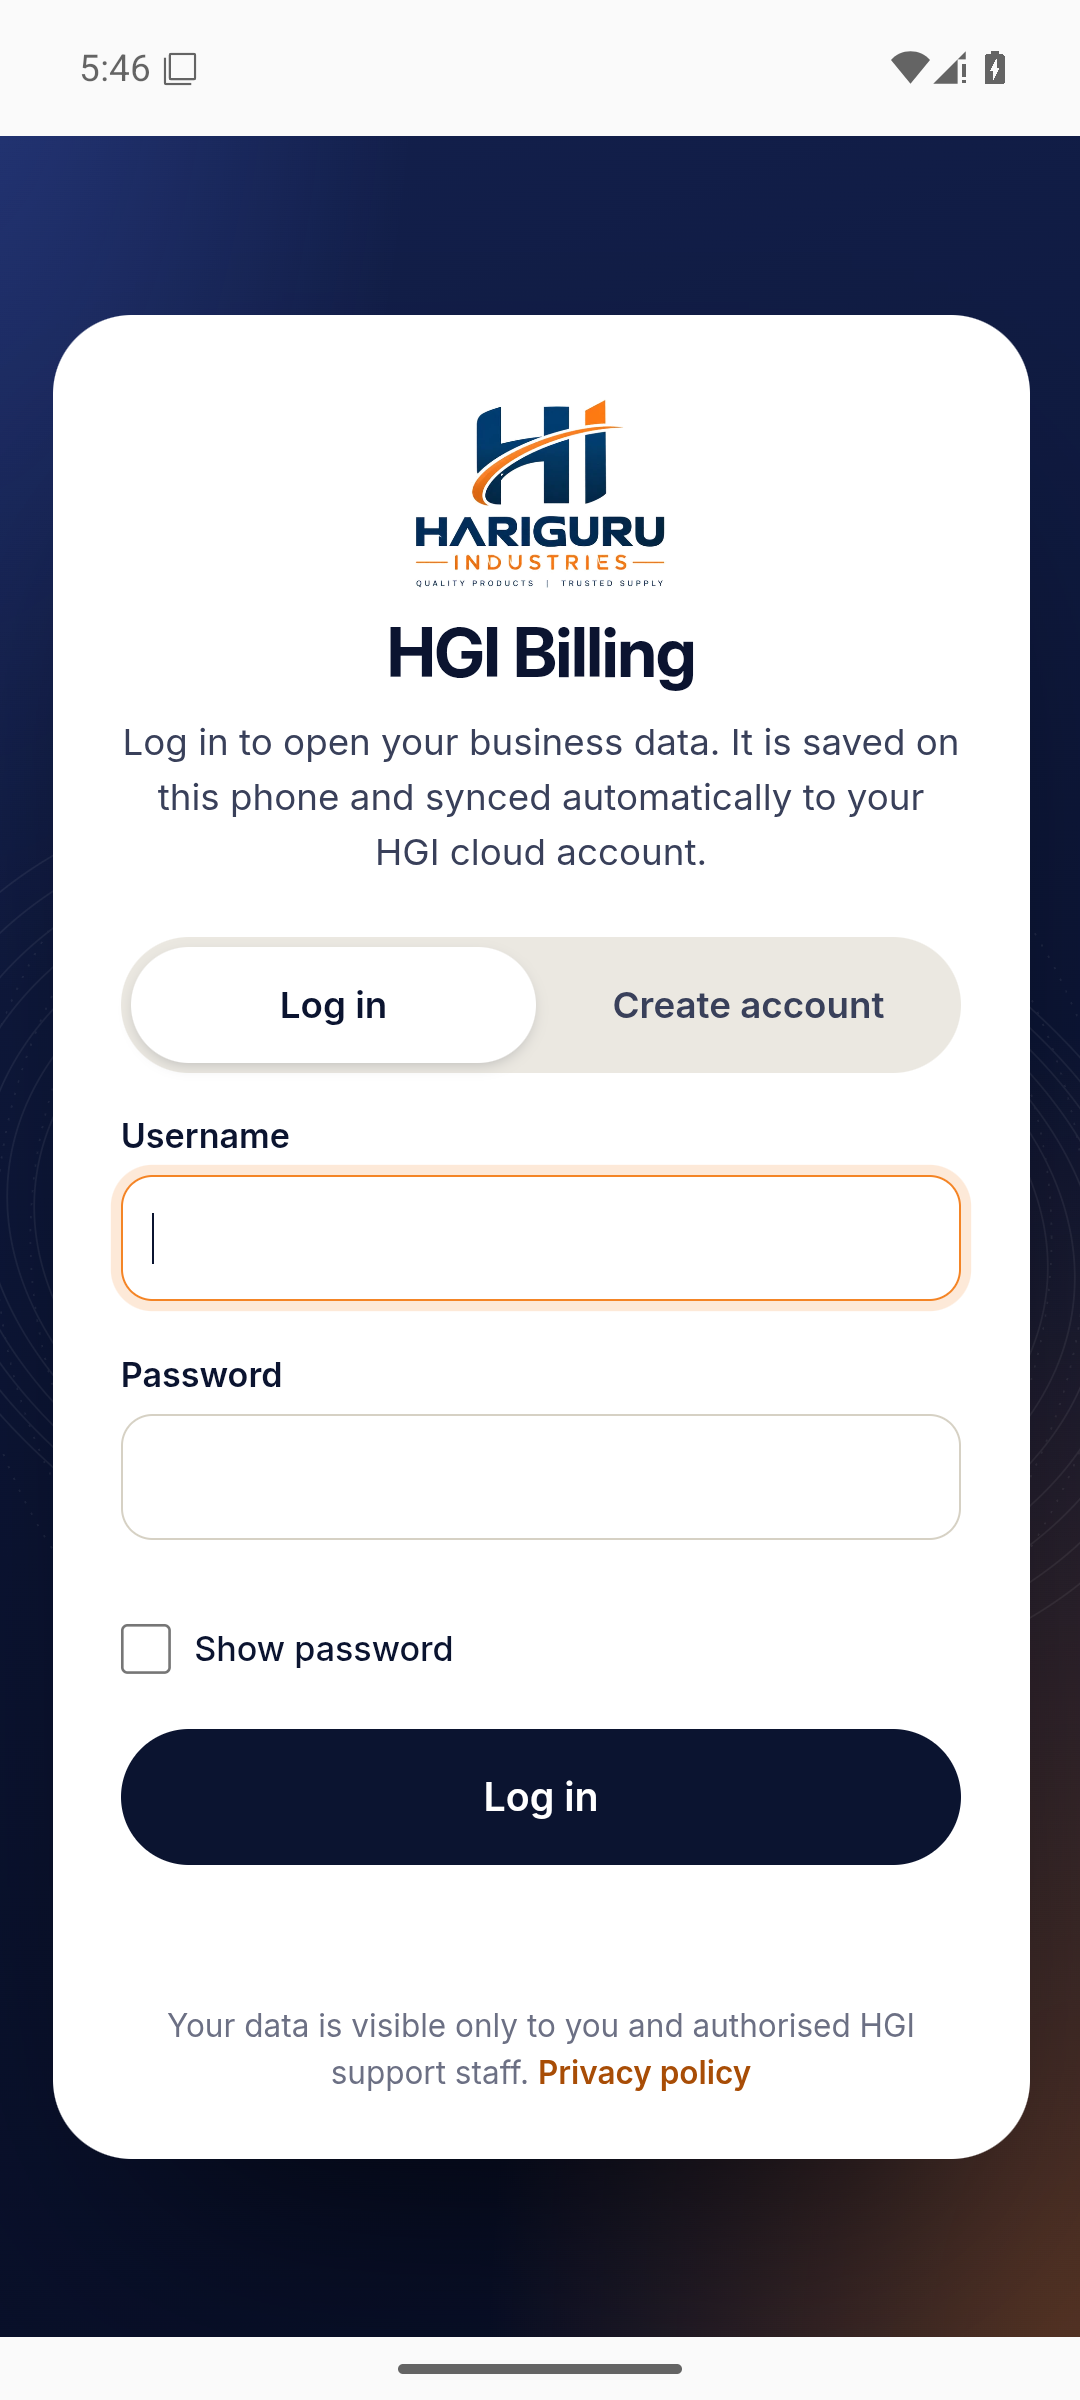 5:46
Hi
HARIGURU
INDUSTRIES
QUALITY PRODUCTS | TRUSTED SUPPLY
HGI Billing
Log in to open your business data. It is saved on
this phone and synced automatically to your
HGI cloud account.
Log in
Create account
Username
Password
Show password
Log in
Your data is visible only to you and authorised HGI
support staff. Privacy policy